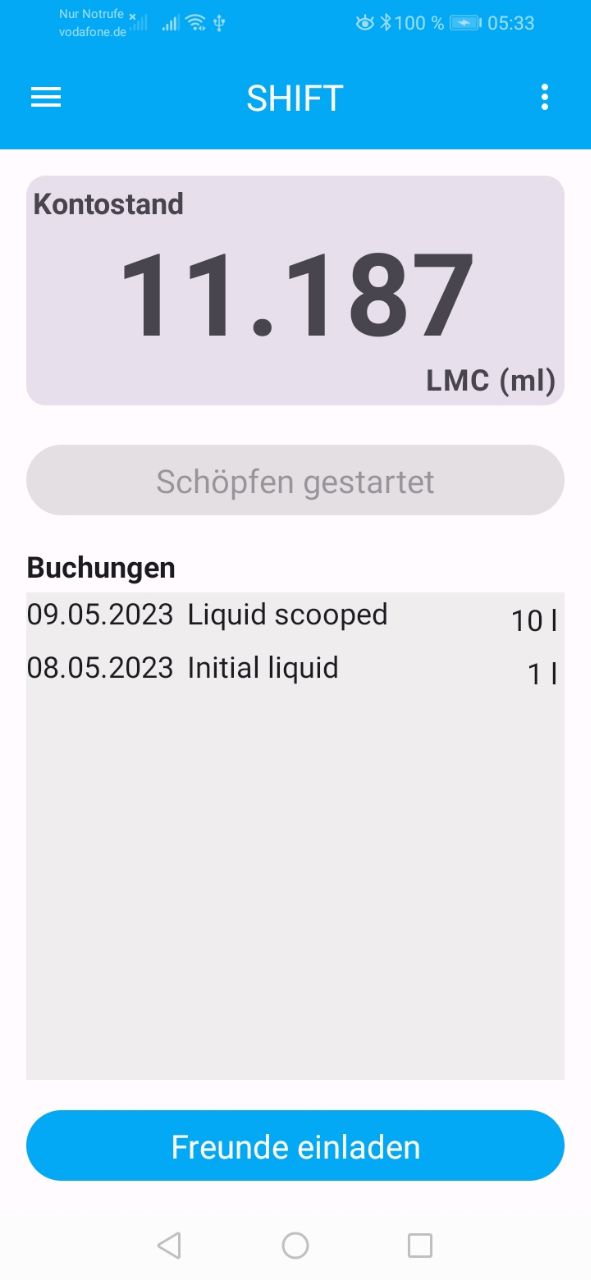 Nur Notrufe
vodafone.de
100 % 05:33
SHIFT
Kontostand
11.187
LMC (ml)
Schöpfen gestartet
Buchungen
09.05.2023 Liquid scooped 10 l
08.05.2023 Initial liquid 1 l
Freunde einladen